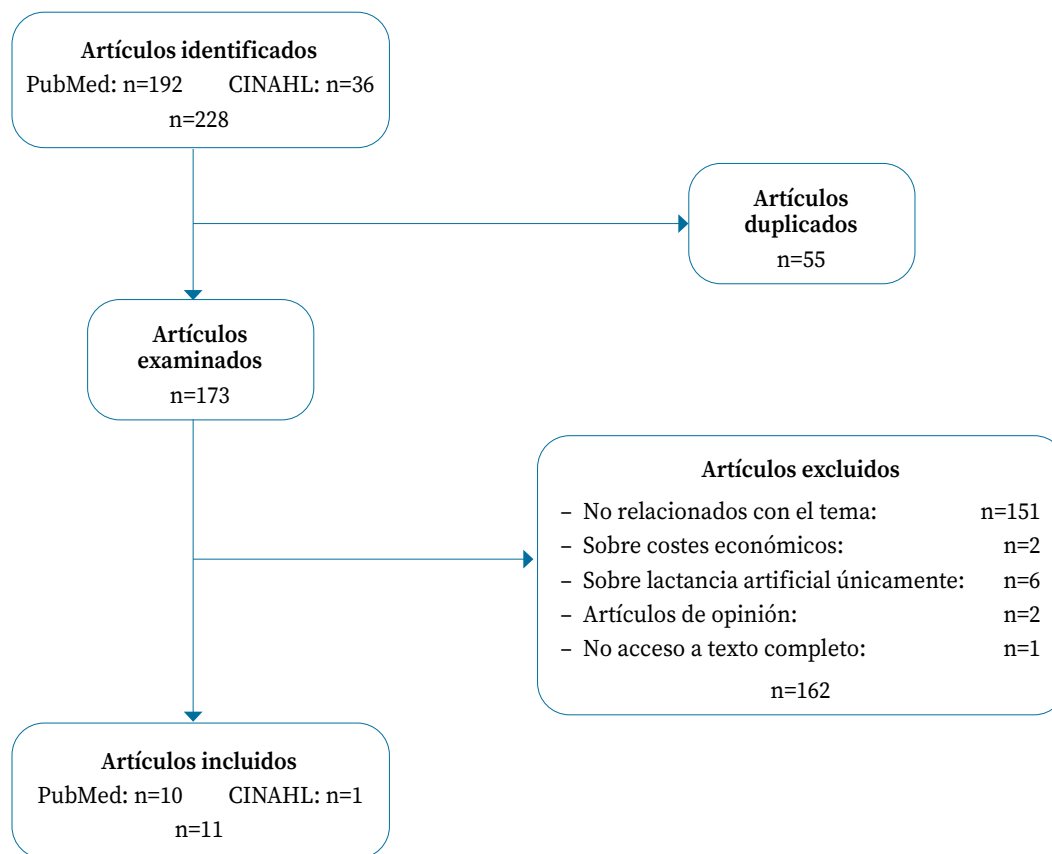 Artículos identificados
PubMed: n=192 CINAHL: n=36
n=228
Artículos
duplicados
n=55
Artículos
examinados
n=173
Artículos excluidos
– No relacionados con el tema: n=151
– Sobre costes económicos: n=2
– Sobre lactancia artificial únicamente: n=6
– Artículos de opinión: n=2
– No acceso a texto completo: n=1
n=162
Artículos incluidos
PubMed: n=10 CINAHL: n=1
n=11